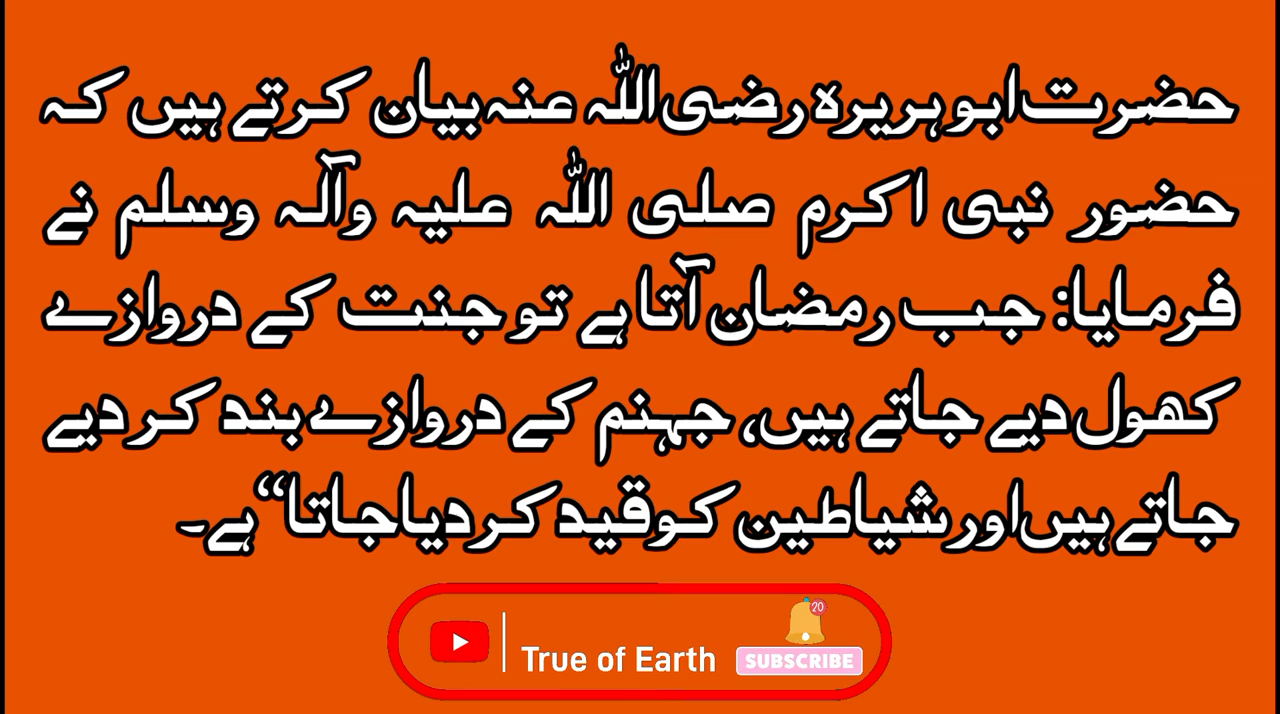 حضرت ابو ہریرہ رضی اللہ عنہ بیان کرتے ہیں کہ
حضور نبی اکرم صلی اللہ علیہ وآلہ وسلم نے
فرمایا: جب رمضان آتا ہے تو جنت کے دروازے
کھول دیے جاتے ہیں، جہنم کے دروازے بند کر دیے
جاتے ہیں اور شیاطین کو قید کر دیا جاتا“ ہے۔
20
True of Earth SUBSCRIBE